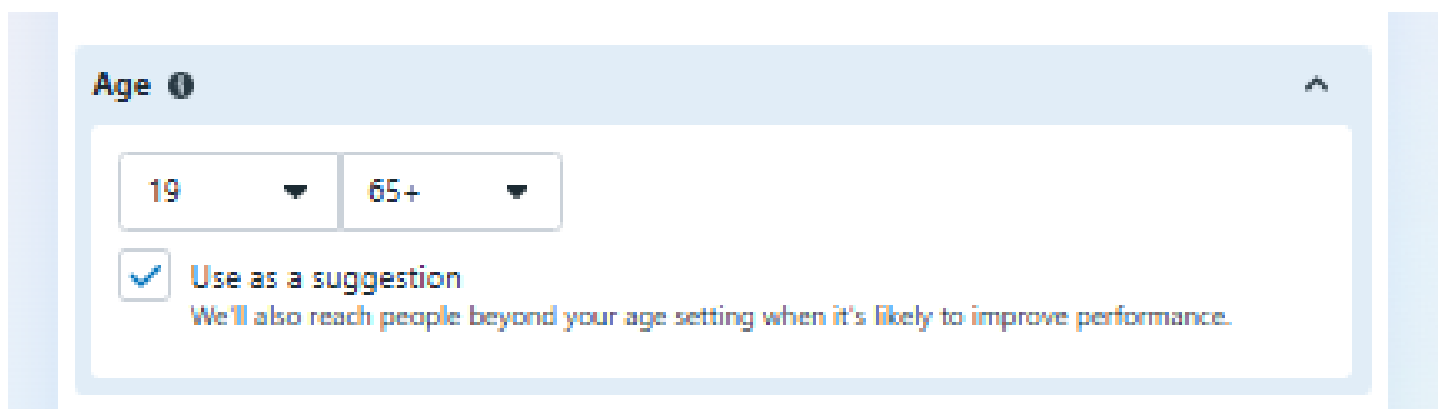 Age
19 65+
Use as a suggestion
We'll also reach people beyond your age setting when it's likely to improve performance.